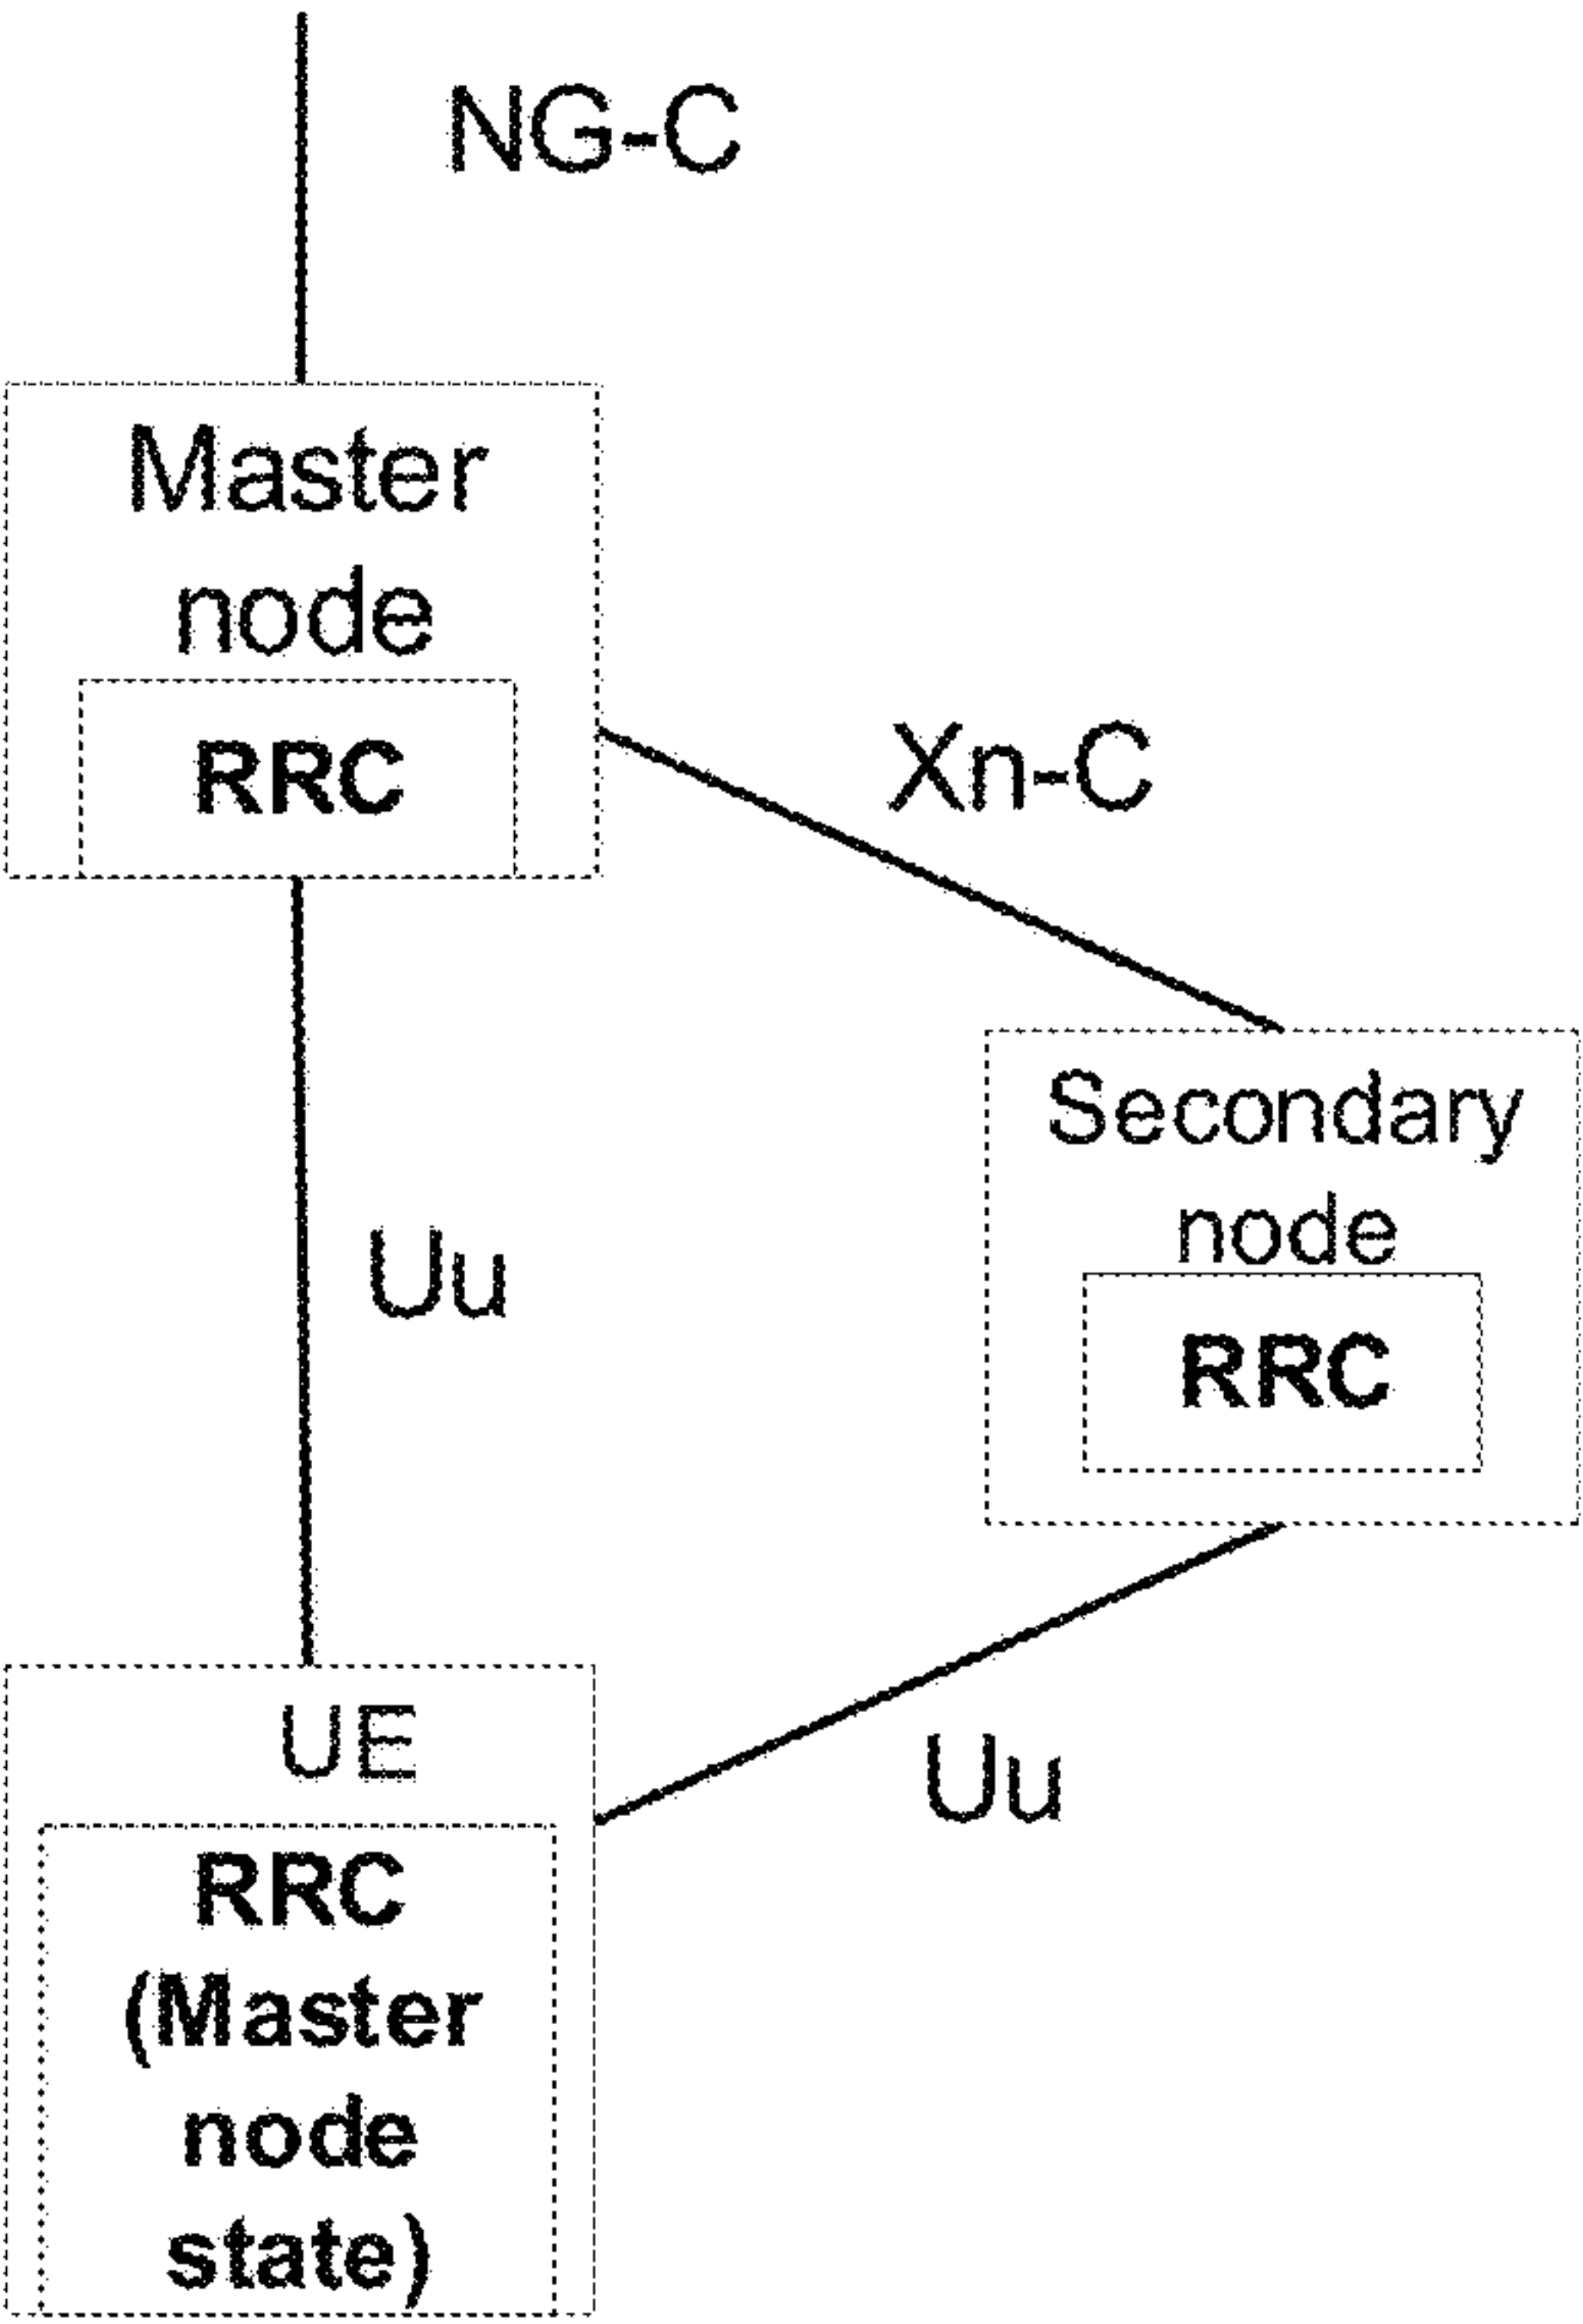 NG-C
Master
node
RRC
Xn-C
Secondary
node
RRC
Uu
Uu
UE
RRC
(Master
node
state)